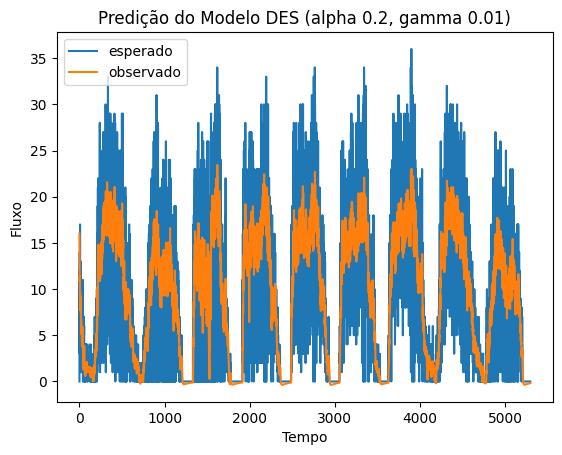 Predição do Modelo DES (alpha 0.2, gamma 0.01)
esperado
observado
Fluxo
35
30
25
20
15
10
5
0
0 1000 2000 3000 4000 5000
Tempo